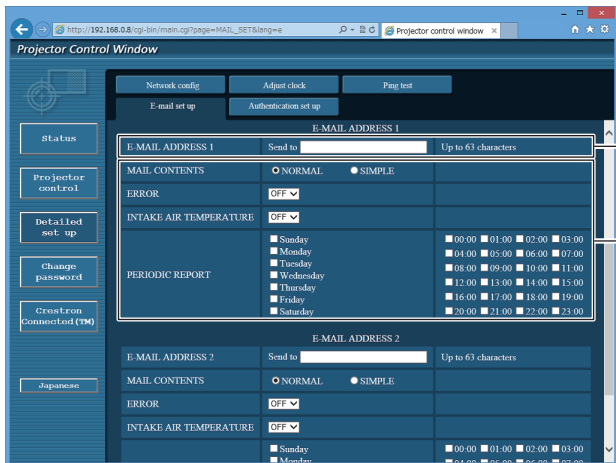 http://192.168.0.8/cgi-bin/main.cgi?page=MAIL_SET&lang=e
Projector control window
Projector Control Window
Network config Adjust clock Ping test
E-mail set up Authentication set up
Status
Projector control
Detailed set up
Change password
Crestron Connected(TM)
Japanese
E-MAIL ADDRESS 1
E-MAIL ADDRESS 1 Send to Up to 63 characters
MAIL CONTENTS NORMAL SIMPLE
ERROR OFF
INTAKE AIR TEMPERATURE OFF
PERIODIC REPORT
Sunday 00:00 01:00 02:00 03:00
Monday 04:00 05:00 06:00 07:00
Tuesday 08:00 09:00 10:00 11:00
Wednesday 12:00 13:00 14:00 15:00
Thursday 16:00 17:00 18:00 19:00
Friday 20:00 21:00 22:00 23:00
Saturday
E-MAIL ADDRESS 2
E-MAIL ADDRESS 2 Send to Up to 63 characters
MAIL CONTENTS NORMAL SIMPLE
ERROR OFF
INTAKE AIR TEMPERATURE OFF
Sunday 00:00 01:00 02:00 03:00